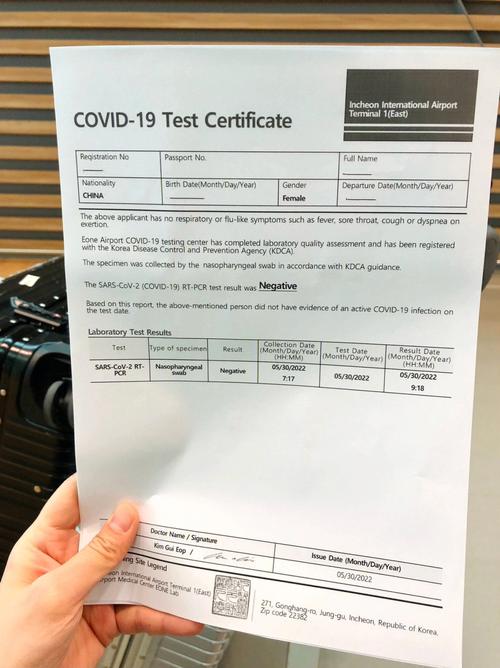 Incheon International Airport
Terminal 1(East)
COVID-19 Test Certificate
Registration No
Passport No.
Full Name
Nationality
CHINA
Birth Date(Month/Day/Year)
Gender
Female
Departure Date(Month/Day/Year)
The above applicant has no respiratory or flu-like symptoms such as fever, sore throat, cough or dyspnea on
exertion.
Eone Airport COVID-19 testing center has completed laboratory quality assessment and has been registered
with the Korea Disease Control and Prevention Agency (KDCA).
The specimen was collected by the nasopharyngeal swab in accordance with KDCA guidance.
The SARS-CoV-2 (COVID-19) RT-PCR test result was Negative
Based on this report, the above-mentioned person did not have evidence of an active COVID-19 infection on
the test date.
Laboratory Test Results
Test
Type of specimen
Result
Collection Date
(Month/Day/Year)
(HH:MM)
Test Date
(Month/Day/Year)
Result Date
(Month/Day/Year)
(HH:MM)
SARS-CoV-2 RT-
PCR
Nasopharyngeal
swab
Negative
05/30/2022
7:17
05/30/2022
05/30/2022
9:18
Doctor Name / Signature
Kim Gui Eop /
Issue Date (Month/Day/Year)
05/30/2022
Site Legend
International Airport Terminal 1(East)
Airport Medical Center EONE Lab
271, Gonghang-ro, Jung-gu, Incheon, Republic of Korea.
Zip code 22382